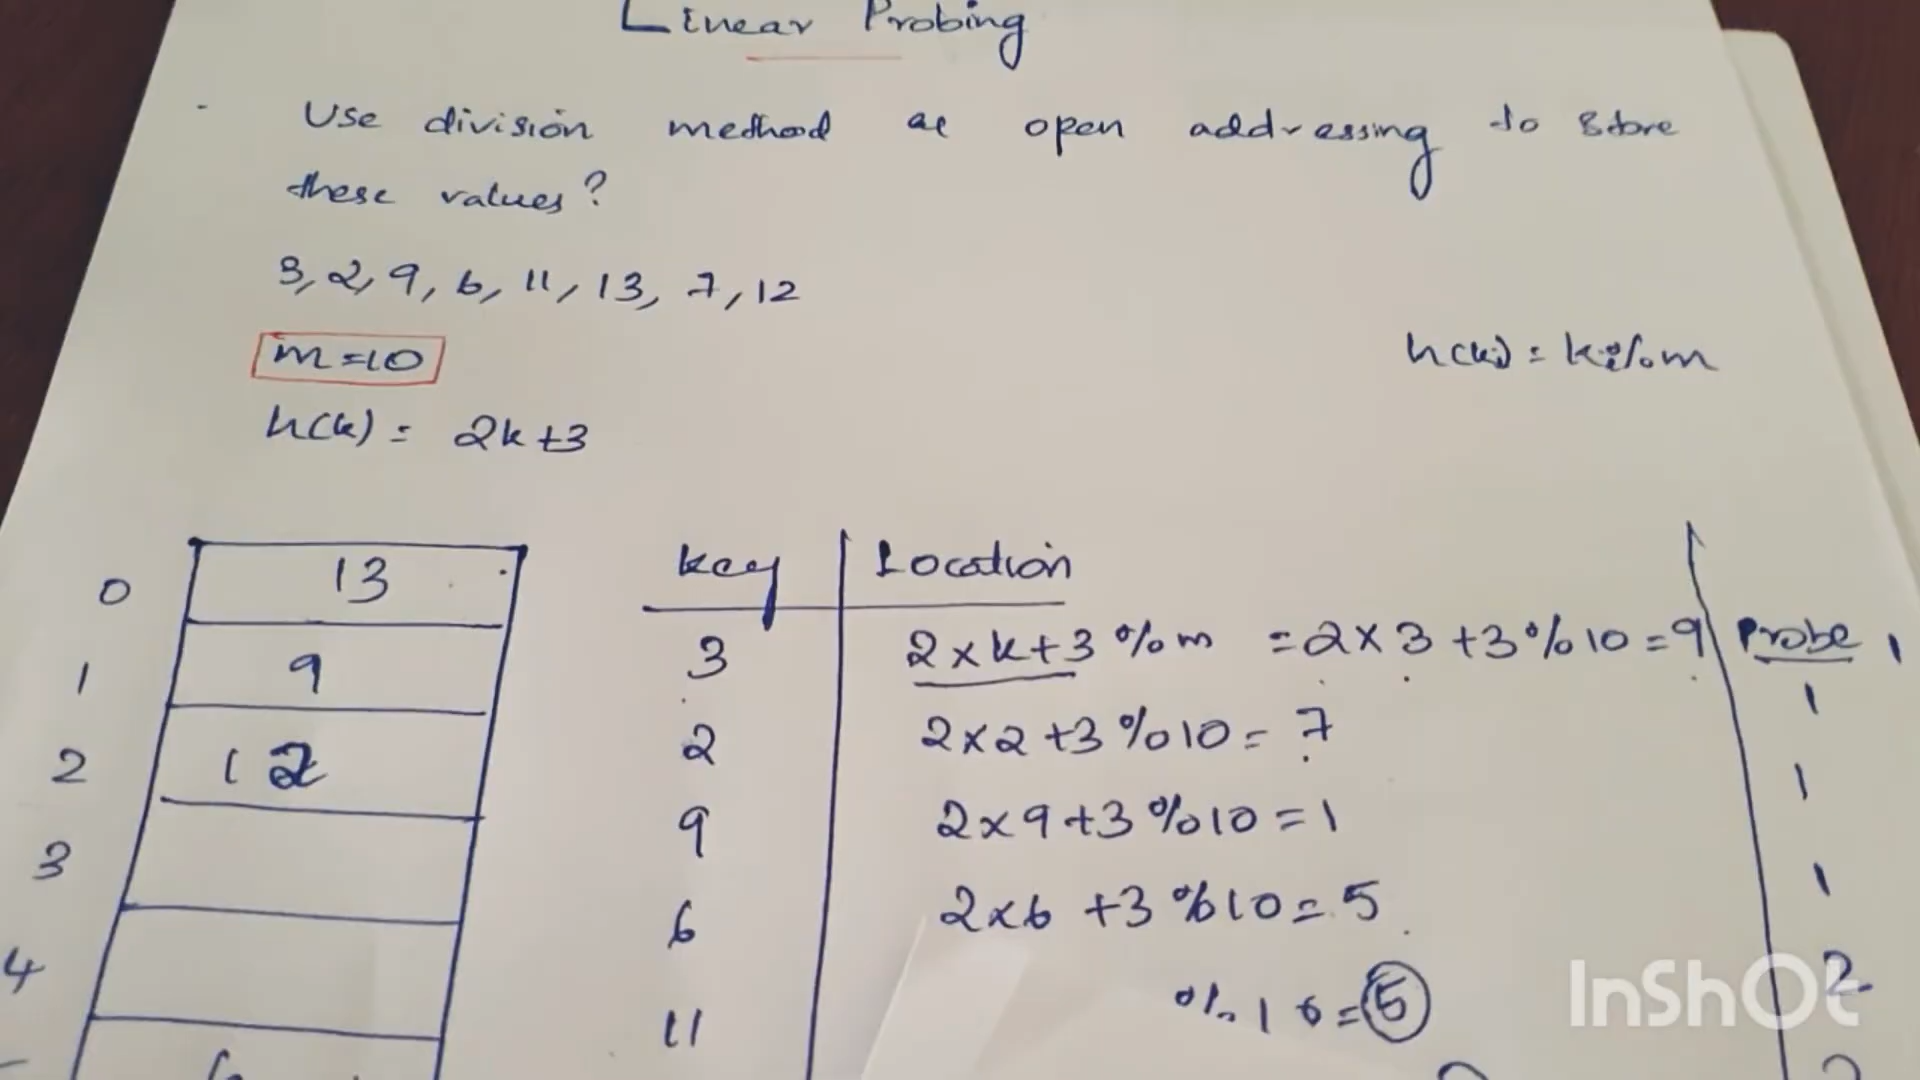 Linear Probing
Use division method as open addressing to store
these values?
3, 2, 9, 6, 11, 13, 7, 12
m=10
h(ki) = ki%m
h(k) = 2k+3
Key Location
0 13
3 2×k+3 %m = 2×3+3%10=9 Probe 1
1 9
2 2×2+3%10= 7 1
2 12
9 2×9+3%10=1 1
3
6 2×6+3%10=5 1
4
11 =5 2
InShOt